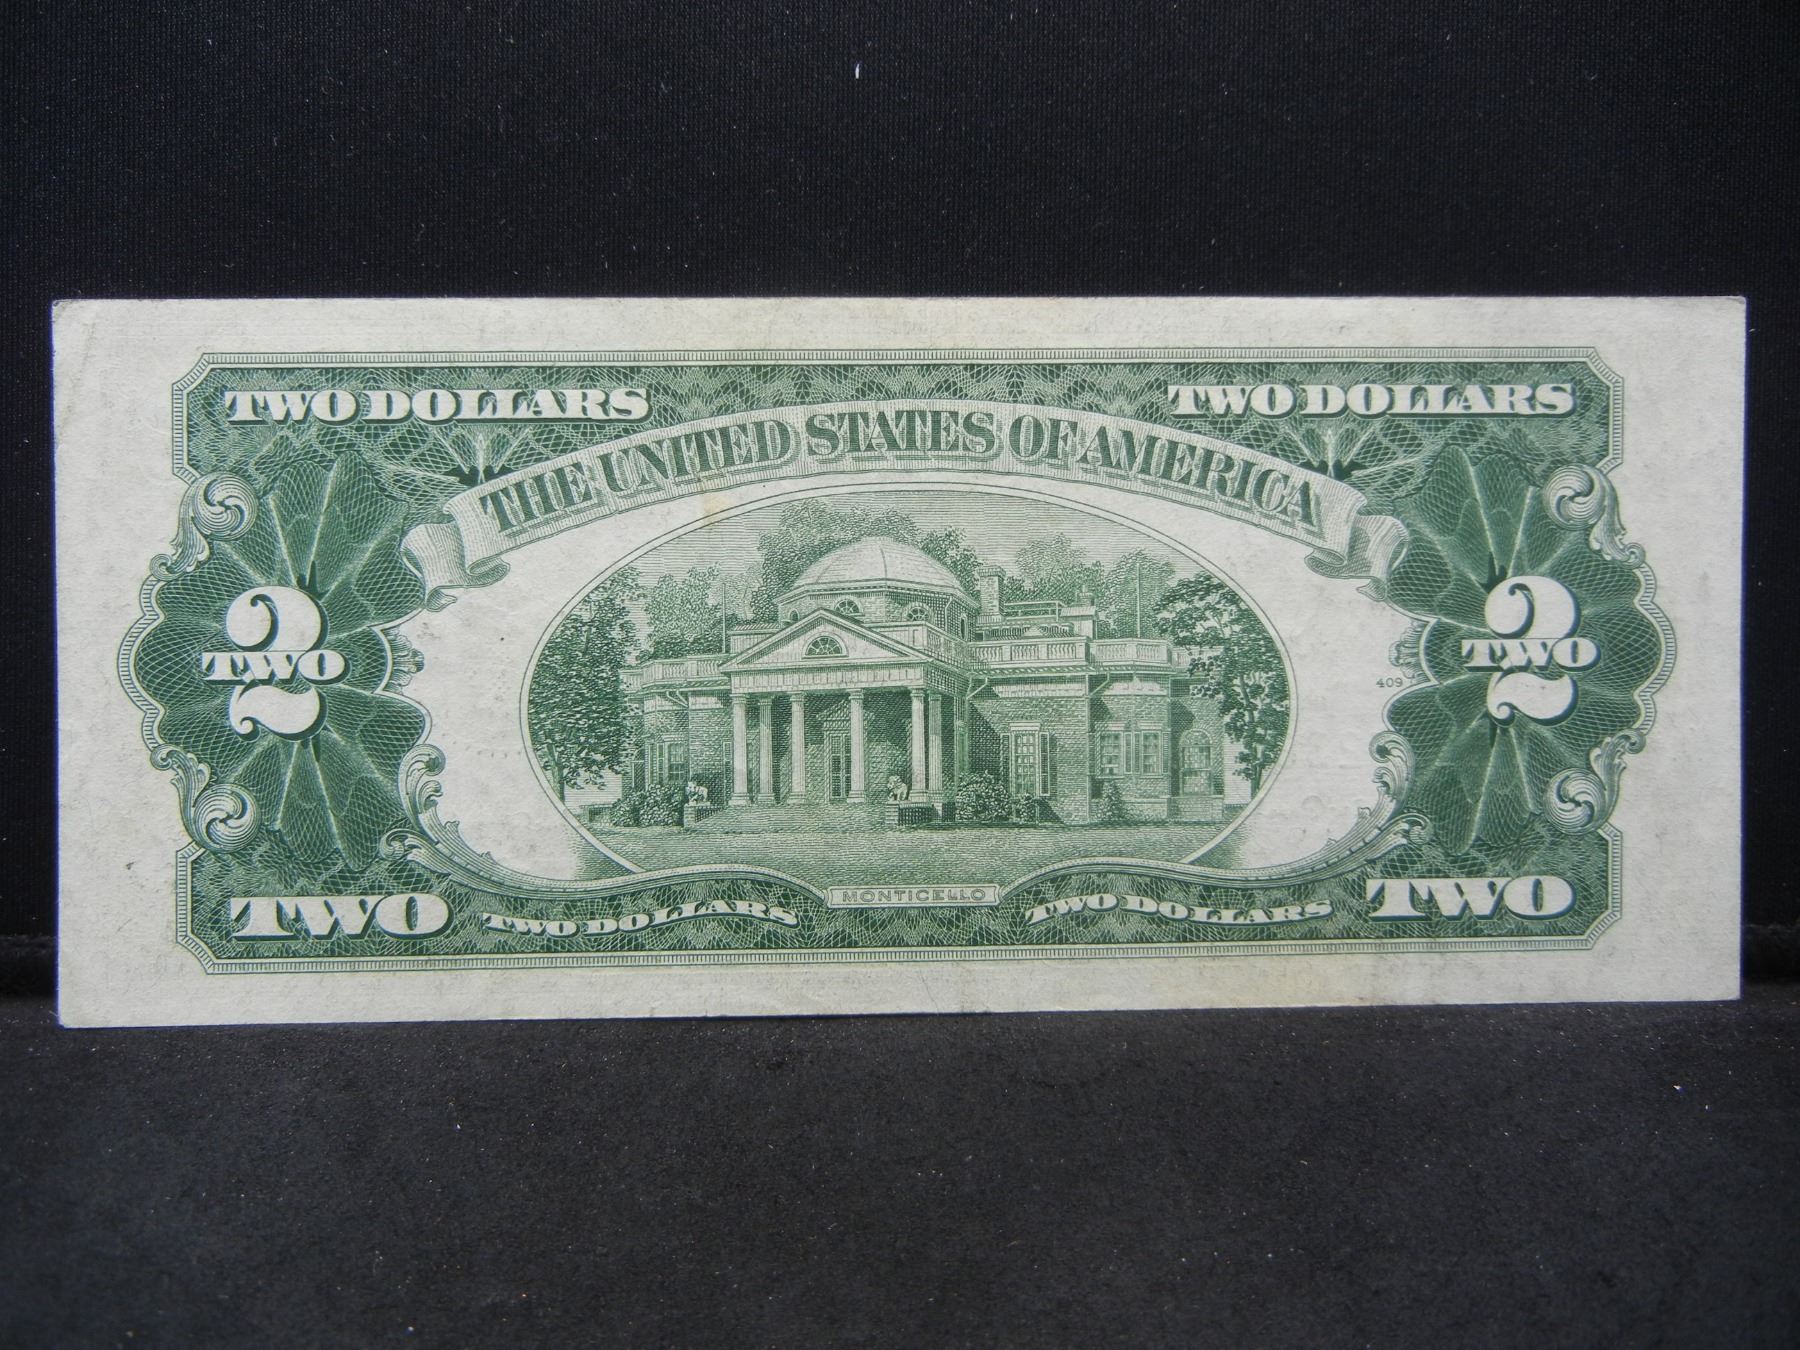 TWO DOLLARS TWO DOLLARS
THE UNITED STATES OF AMERICA
2 2
TWO TWO
409
MONTICELLO
TWO TWO DOLLARS TWO DOLLARS TWO